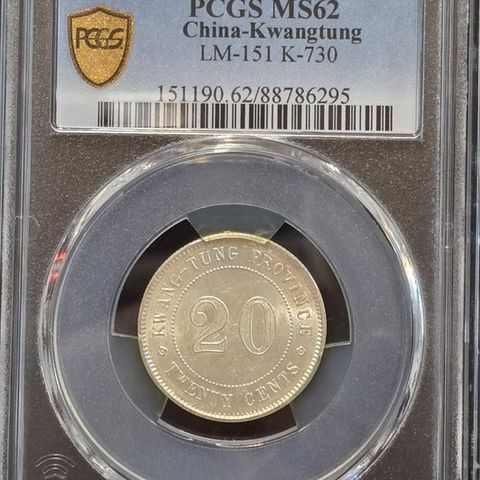 PCGS MS62
China-Kwangtung
LM-151 K-730
151190.62/88786295
PCGS
KWANG-TUNG PROVINCE
20
TWENTY CENTS